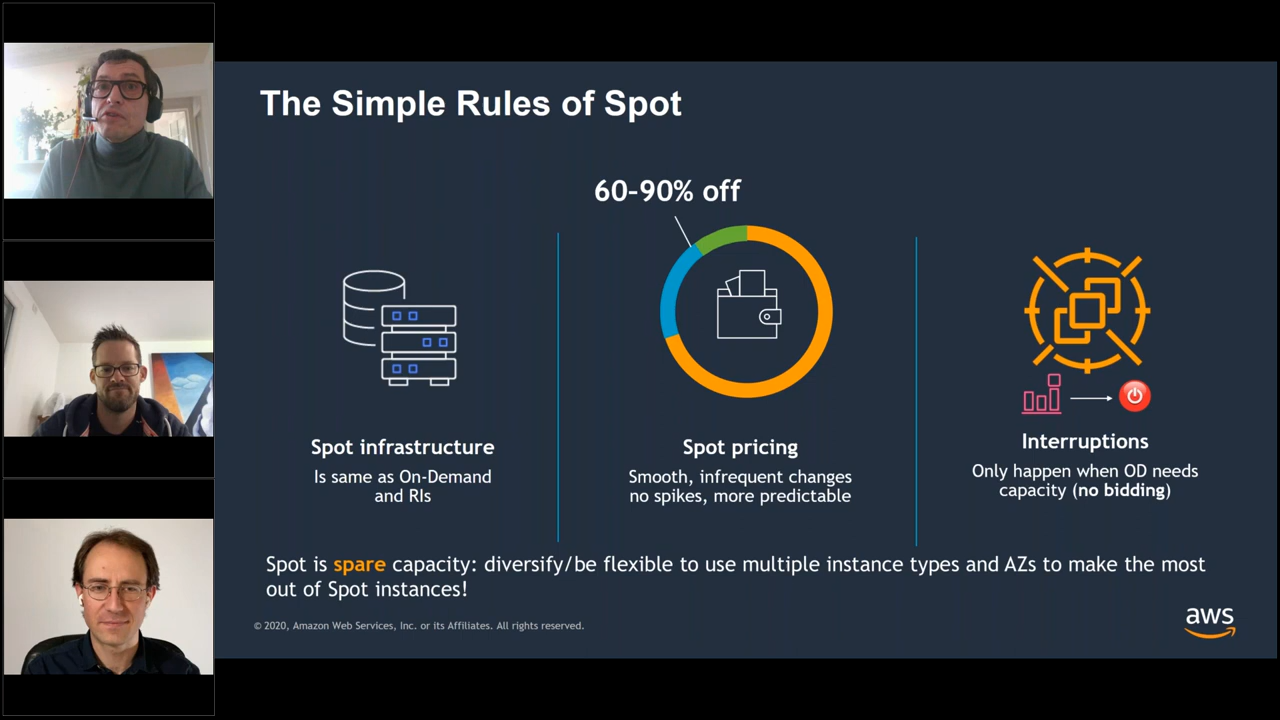 The Simple Rules of Spot
60-90% off
Spot infrastructure
Is same as On-Demand
and RIs
Spot pricing
Smooth, infrequent changes
no spikes, more predictable
Interruptions
Only happen when OD needs
capacity (no bidding)
Spot is spare capacity: diversify/be flexible to use multiple instance types and AZs to make the most
out of Spot instances!
© 2020, Amazon Web Services, Inc. or its Affiliates. All rights reserved.
aws